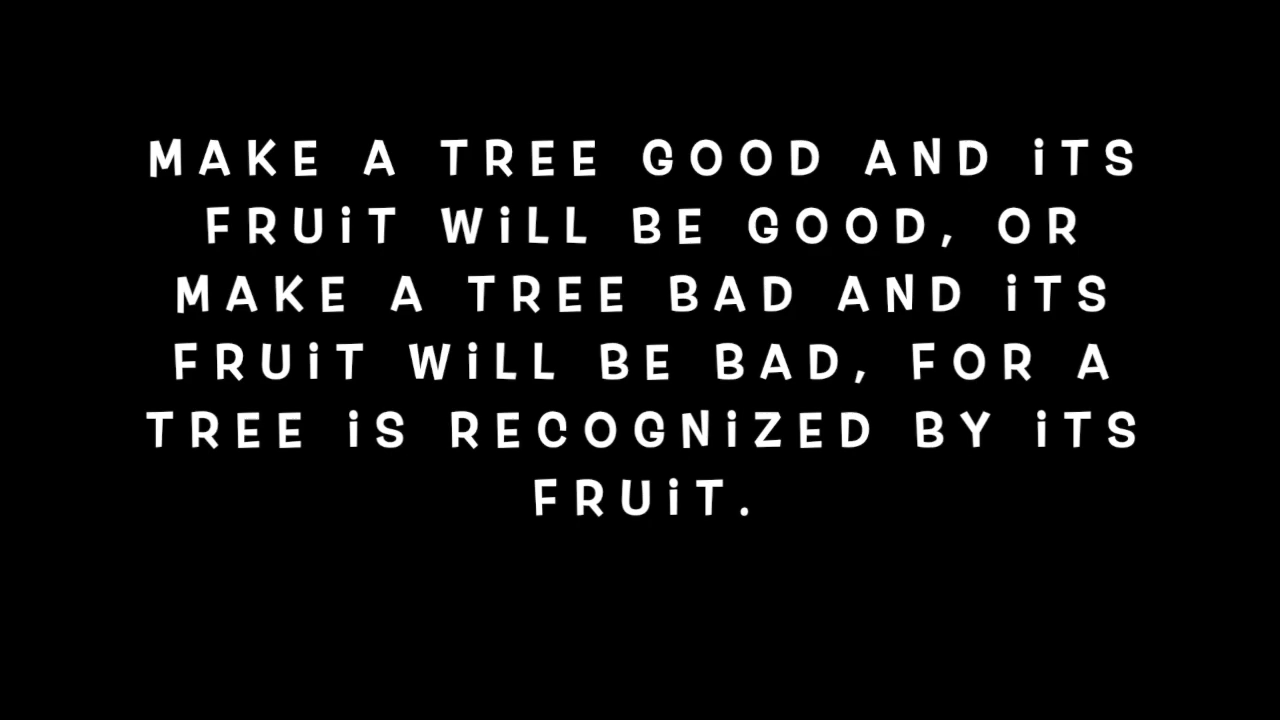 MAKE A TREE GOOD AND iTS
FRUiT WiLL BE GOOD, OR
MAKE A TREE BAD AND iTS
FRUiT WiLL BE BAD, FOR A
TREE iS RECOGNiZED BY iTS
FRUiT.